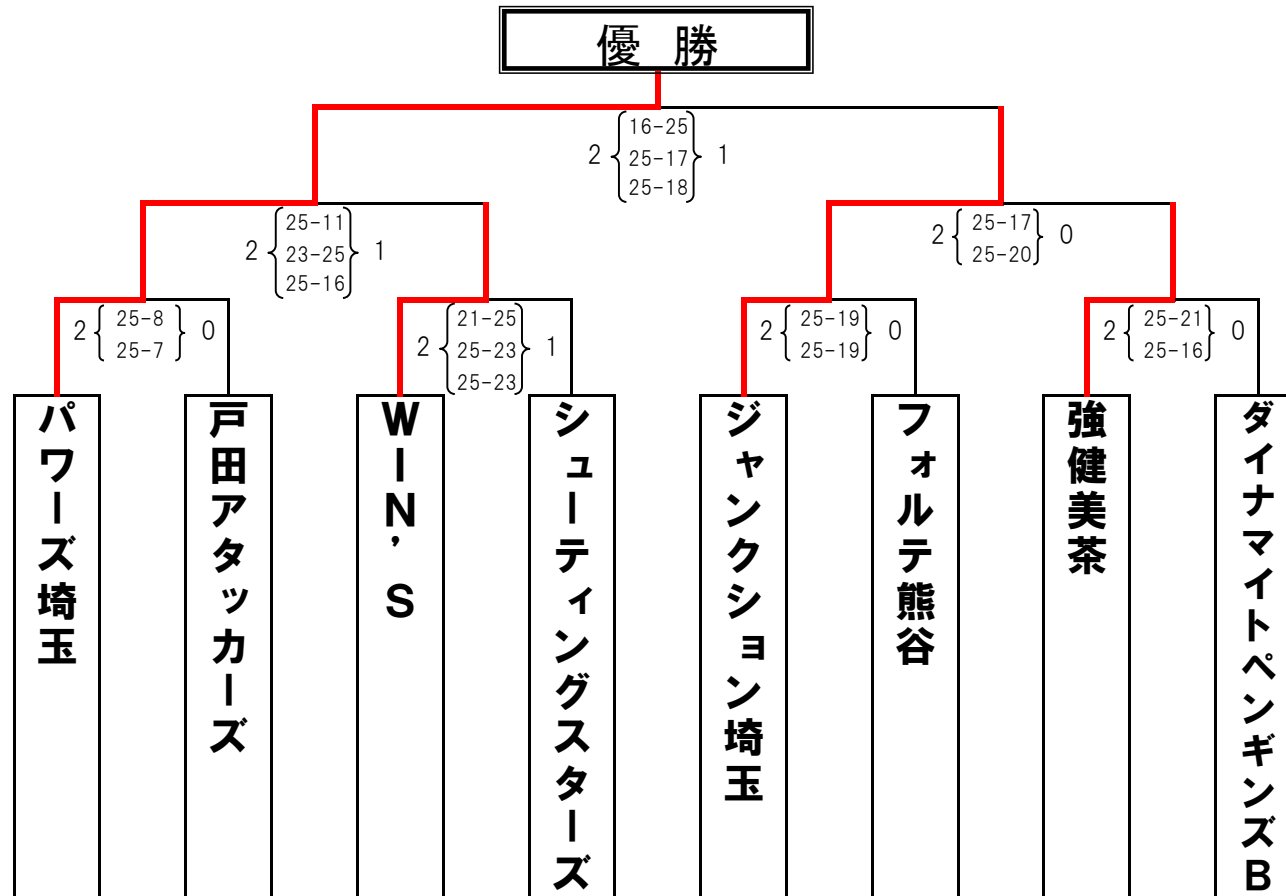 優 勝
2 16-25 1
25-17
25-18
2 25-11 1
23-25
25-16
2 25-17 0
25-20
2 25-8 0
25-7
2 21-25 1
25-23
25-23
2 25-19 0
25-19
2 25-21 0
25-16
パワーズ埼玉
戸田アタッカーズ
WIN’S
シューティングスターズ
ジャンクション埼玉
フォルテ熊谷
強健美茶
ダイナマイトペンギンズB